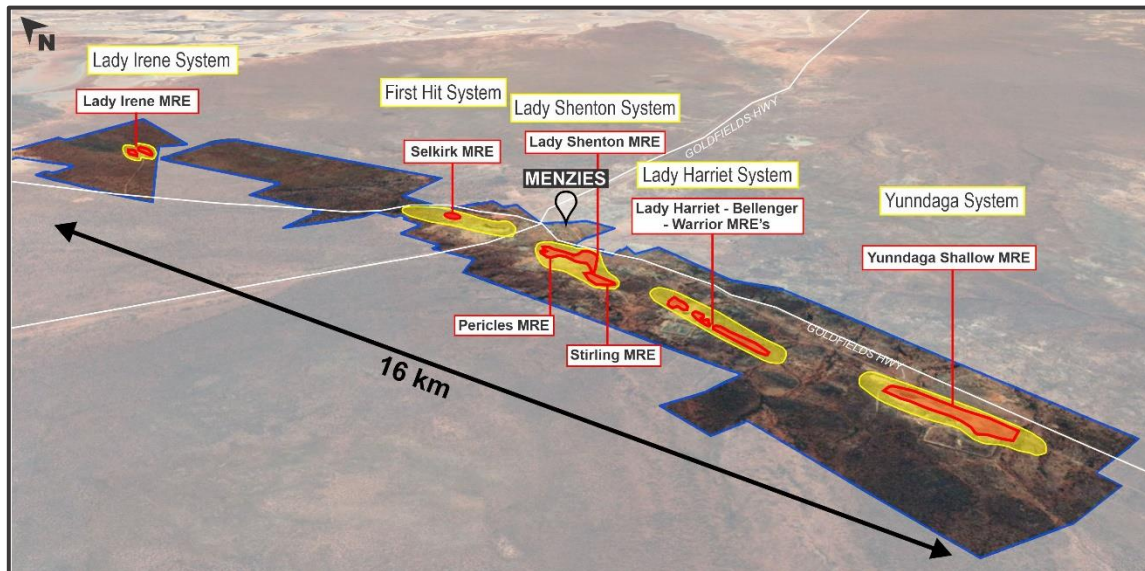 N
Lady Irene System
Lady Irene MRE
First Hit System
Selkirk MRE
Lady Shenton System
Lady Shenton MRE
MENZIES
GOLDFIELDS HWY
Lady Harriet System
Lady Harriet - Bellenger
- Warrior MRE's
Yunndaga System
Yunndaga Shallow MRE
Pericles MRE
Stirling MRE
GOLDFIELDS HWY
16 km